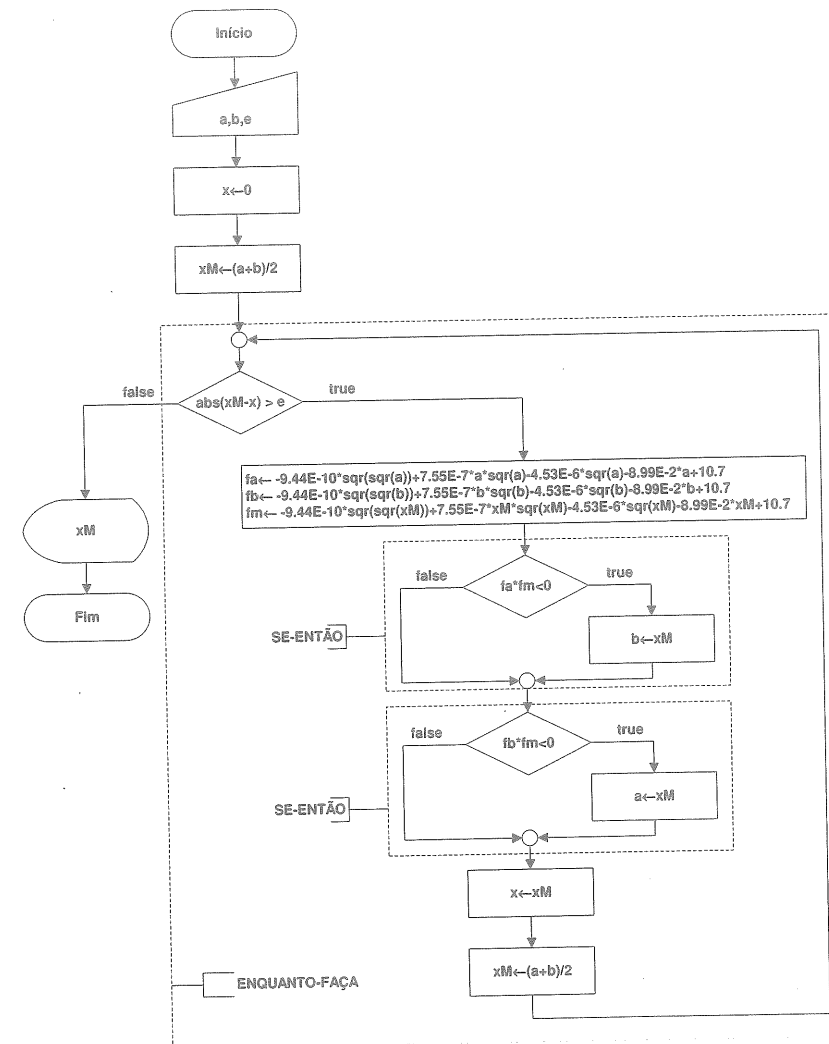 Início
a,b,e
x←0
xM←(a+b)/2
false
true
abs(xM-x) > e
fa← -9.44E-10*sqr(sqr(a))+7.55E-7*a*sqr(a)-4.53E-6*sqr(a)-8.99E-2*a+10.7
fb← -9.44E-10*sqr(sqr(b))+7.55E-7*b*sqr(b)-4.53E-6*sqr(b)-8.99E-2*b+10.7
fm← -9.44E-10*sqr(sqr(xM))+7.55E-7*xM*sqr(xM)-4.53E-6*sqr(xM)-8.99E-2*xM+10.7
xM
Fim
false
true
fa*fm<0
SE-ENTÃO
b←xM
false
true
fb*fm<0
SE-ENTÃO
a←xM
x←xM
xM←(a+b)/2
ENQUANTO-FAÇA